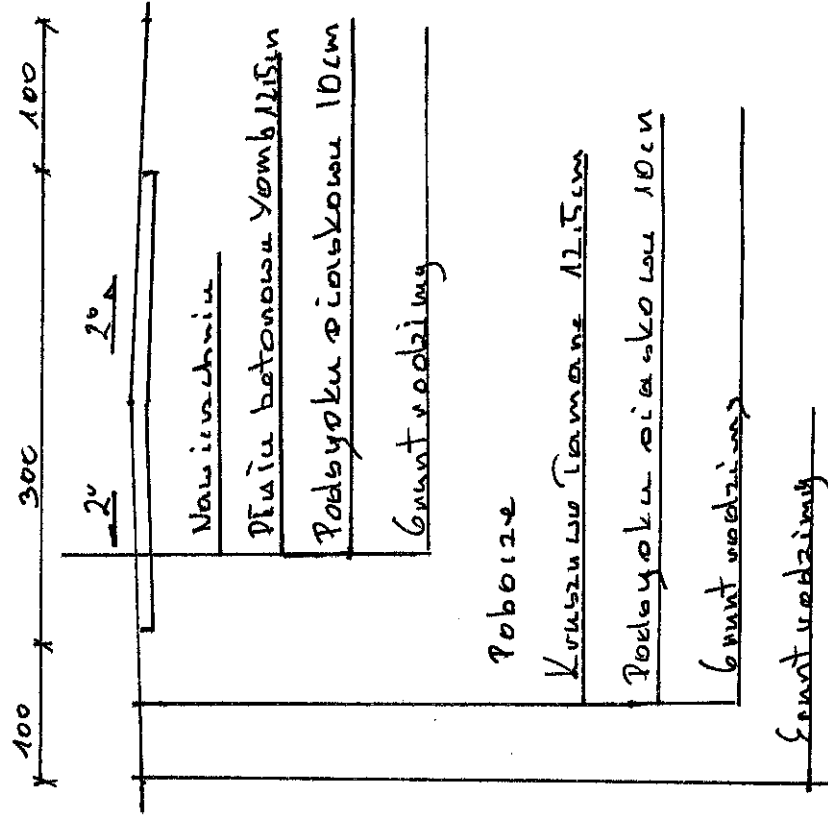 100 300 100
2% 2%
Nawierzchnia
Płyta betonowa Yomb 12.5cm
Podsypka piaskowa 10cm
Grunt rodzimy
Pobocze
Kruszywo łamane 12.5cm
Podsypka piaskowa 10cm
Grunt rodzimy
Grunt rodzimy